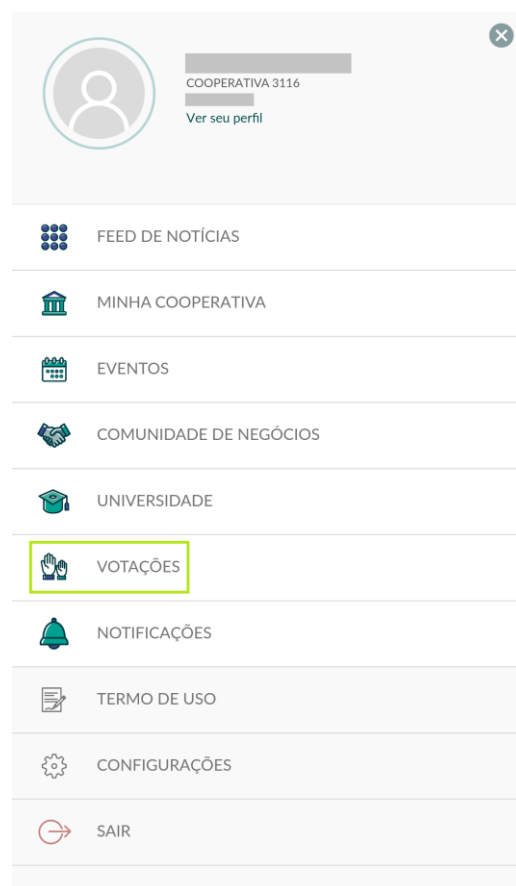 COOPERATIVA 3116
Ver seu perfil
FEED DE NOTÍCIAS
MINHA COOPERATIVA
EVENTOS
COMUNIDADE DE NEGÓCIOS
UNIVERSIDADE
VOTAÇÕES
NOTIFICAÇÕES
TERMO DE USO
CONFIGURAÇÕES
SAIR